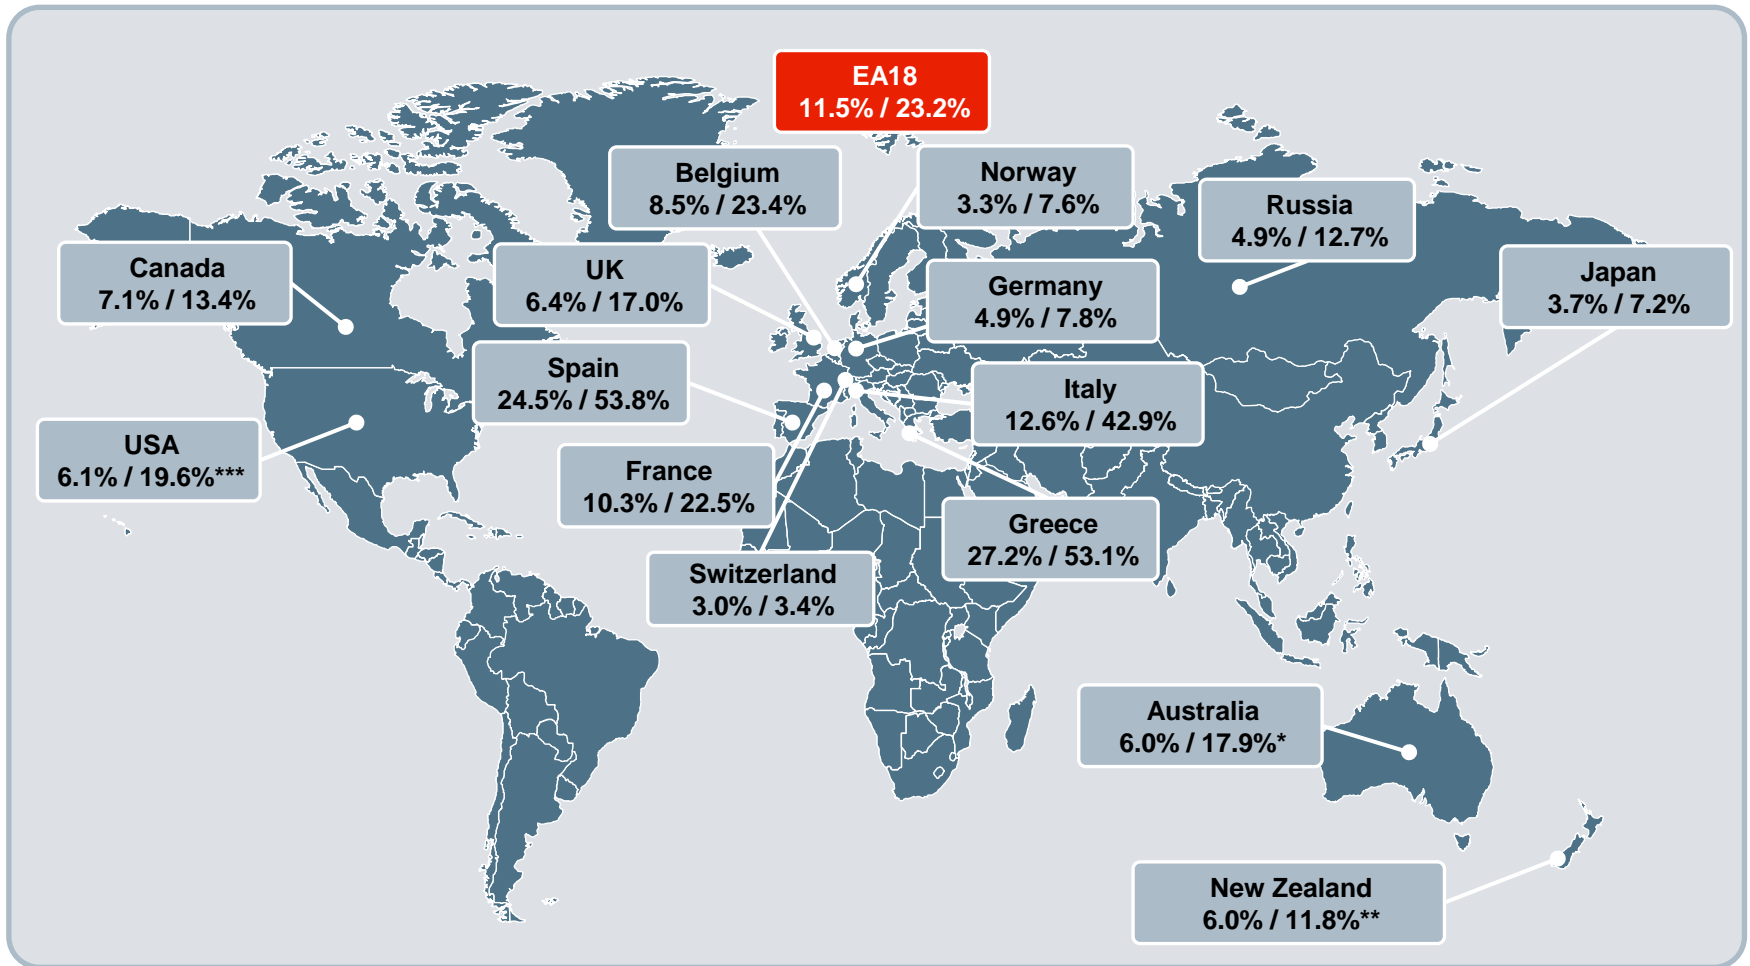 EA18
11.5% / 23.2%
Belgium
8.5% / 23.4%
Norway
3.3% / 7.6%
Russia
4.9% / 12.7%
Canada
7.1% / 13.4%
UK
6.4% / 17.0%
Germany
4.9% / 7.8%
Japan
3.7% / 7.2%
Spain
24.5% / 53.8%
Italy
12.6% / 42.9%
USA
6.1% / 19.6%***
France
10.3% / 22.5%
Greece
27.2% / 53.1%
Switzerland
3.0% / 3.4%
Australia
6.0% / 17.9%*
New Zealand
6.0% / 11.8%**